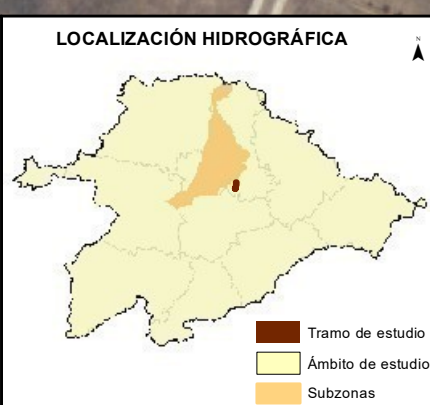 LOCALIZACIÓN HIDROGRÁFICA
N
Tramo de estudio
Ámbito de estudio
Subzonas